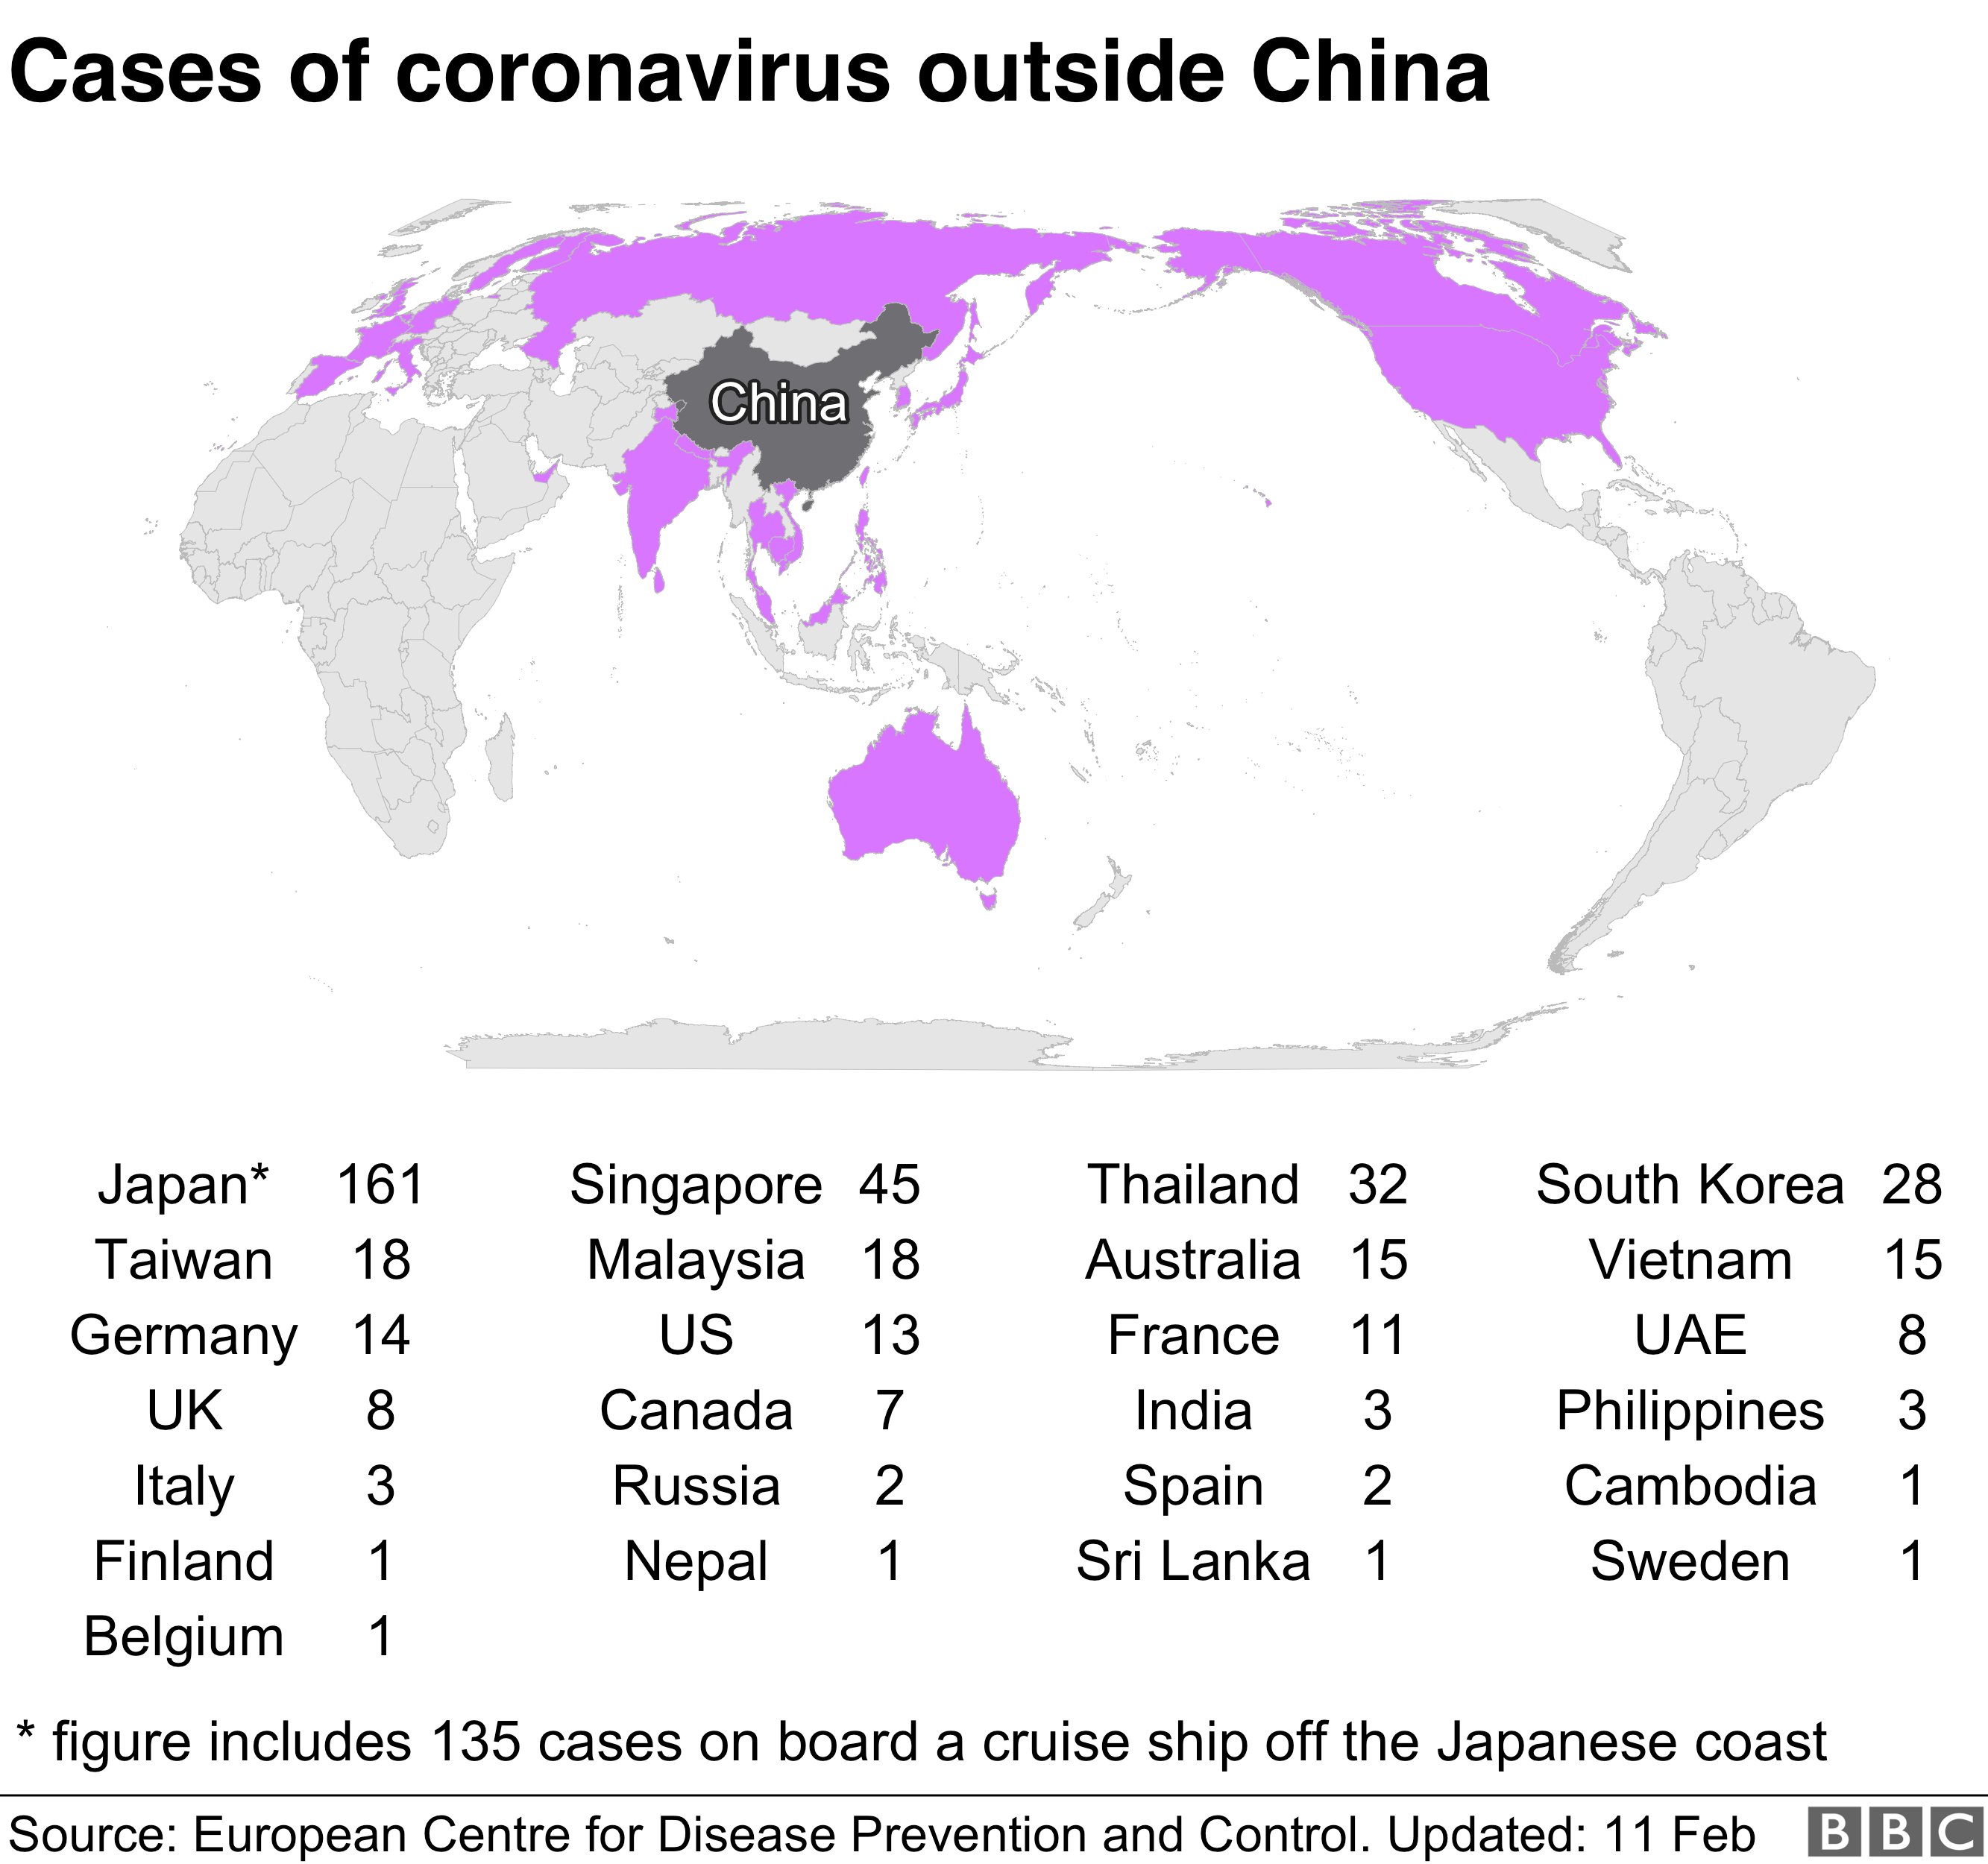 Cases of coronavirus outside China
China
Japan* 161 Singapore 45 Thailand 32 South Korea 28
Taiwan 18 Malaysia 18 Australia 15 Vietnam 15
Germany 14 US 13 France 11 UAE 8
UK 8 Canada 7 India 3 Philippines 3
Italy 3 Russia 2 Spain 2 Cambodia 1
Finland 1 Nepal 1 Sri Lanka 1 Sweden 1
Belgium 1
* figure includes 135 cases on board a cruise ship off the Japanese coast
Source: European Centre for Disease Prevention and Control. Updated: 11 Feb BBC